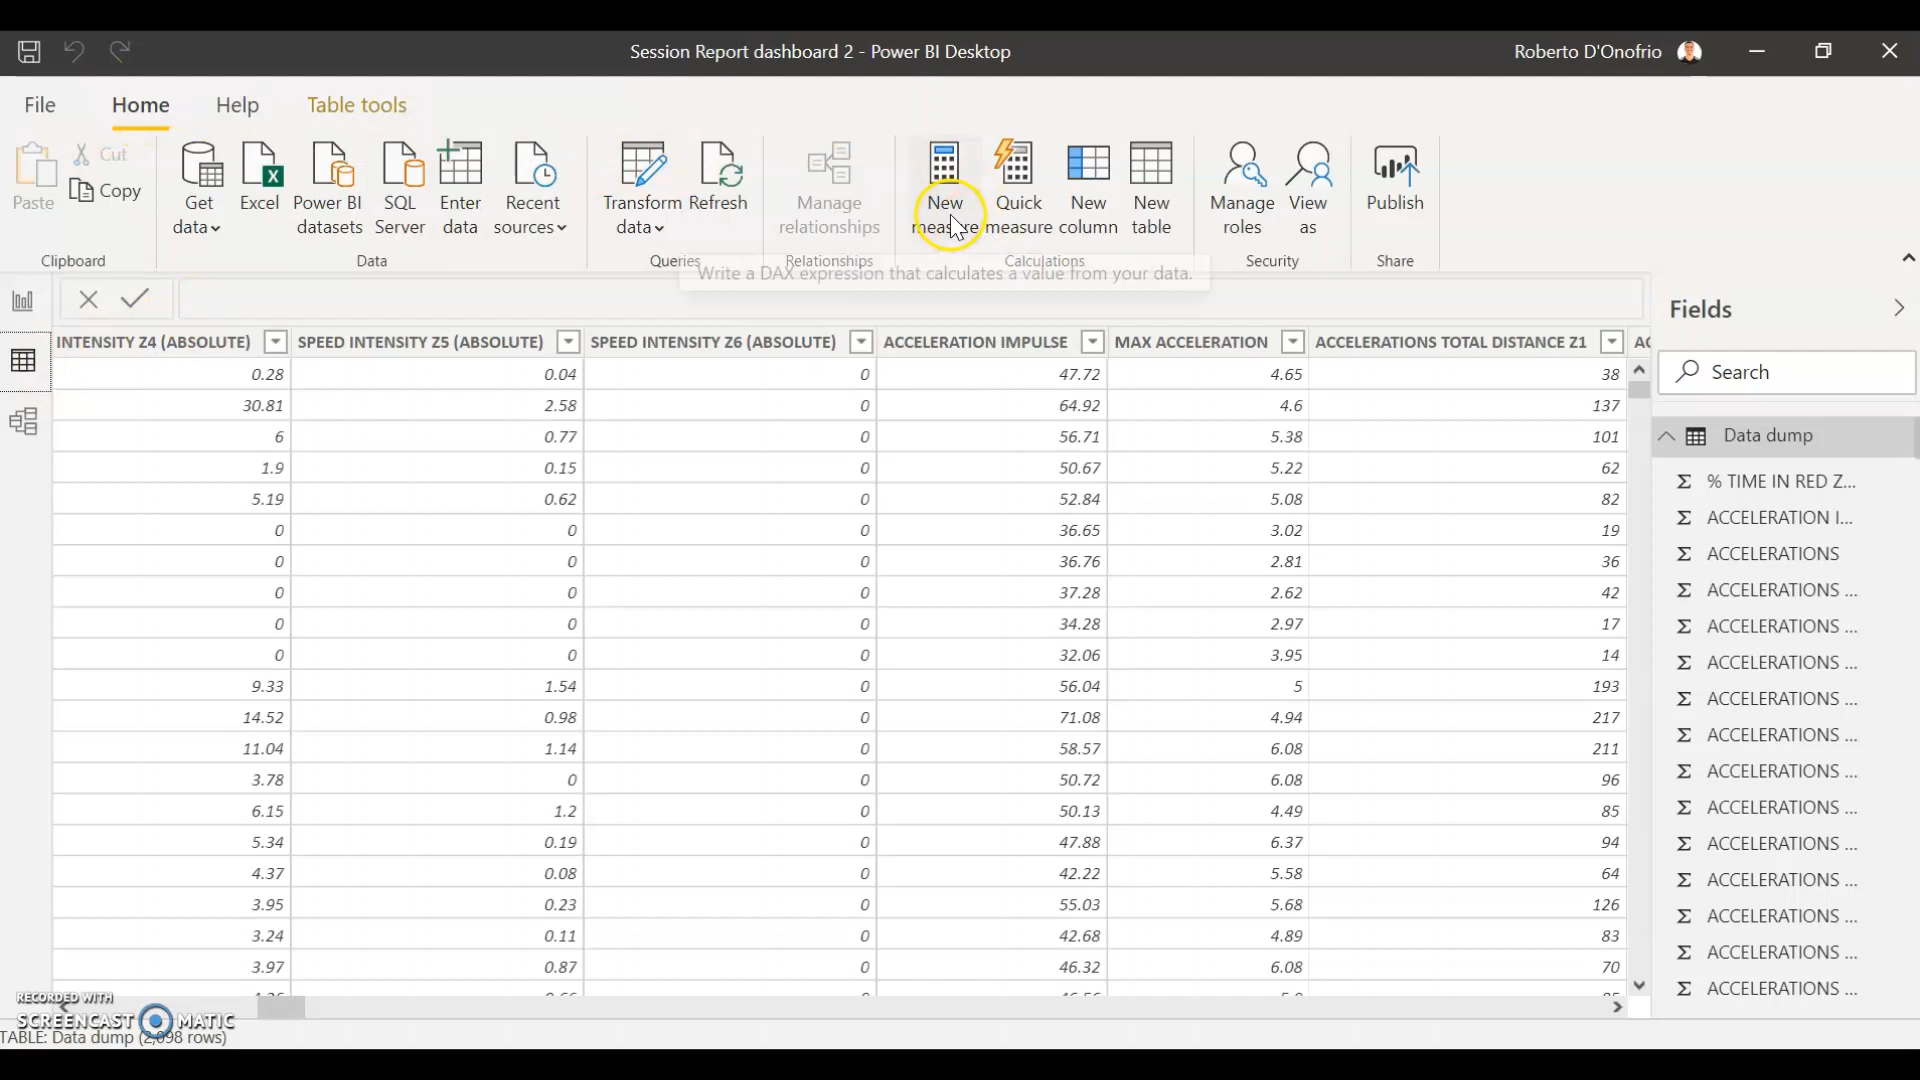 Session Report dashboard 2 - Power BI Desktop
Roberto D'Onofrio
File Home Help Table tools
Paste
Cut
Copy
Clipboard
Get data
Excel
Power BI datasets
SQL Server
Enter data
Recent sources
Data
Transform data
Refresh
Queries
Manage relationships
Relationships
New measure
Quick measure
New column
New table
Calculations
Manage roles
View as
Security
Publish
Share
Write a DAX expression that calculates a value from your data.
INTENSITY Z4 (ABSOLUTE) SPEED INTENSITY Z5 (ABSOLUTE) SPEED INTENSITY Z6 (ABSOLUTE) ACCELERATION IMPULSE MAX ACCELERATION ACCELERATIONS TOTAL DISTANCE Z1 AC
0.28 0.04 0 47.72 4.65 38
30.81 2.58 0 64.92 4.6 137
6 0.77 0 56.71 5.38 101
1.9 0.15 0 50.67 5.22 62
5.19 0.62 0 52.84 5.08 82
0 0 0 36.65 3.02 19
0 0 0 36.76 2.81 36
0 0 0 37.28 2.62 42
0 0 0 34.28 2.97 17
0 0 0 32.06 3.95 14
9.33 1.54 0 56.04 5 193
14.52 0.98 0 71.08 4.94 217
11.04 1.14 0 58.57 6.08 211
3.78 0 0 50.72 6.08 96
6.15 1.2 0 50.13 4.49 85
5.34 0.19 0 47.88 6.37 94
4.37 0.08 0 42.22 5.58 64
3.95 0.23 0 55.03 5.68 126
3.24 0.11 0 42.68 4.89 83
3.97 0.87 0 46.32 6.08 70
Fields
Search
Data dump
% TIME IN RED Z...
ACCELERATION I...
ACCELERATIONS
ACCELERATIONS ...
ACCELERATIONS ...
ACCELERATIONS ...
ACCELERATIONS ...
ACCELERATIONS ...
ACCELERATIONS ...
ACCELERATIONS ...
ACCELERATIONS ...
ACCELERATIONS ...
ACCELERATIONS ...
ACCELERATIONS ...
ACCELERATIONS ...
RECORDED WITH
SCREENCAST MATIC
TABLE: Data dump (2,098 rows)